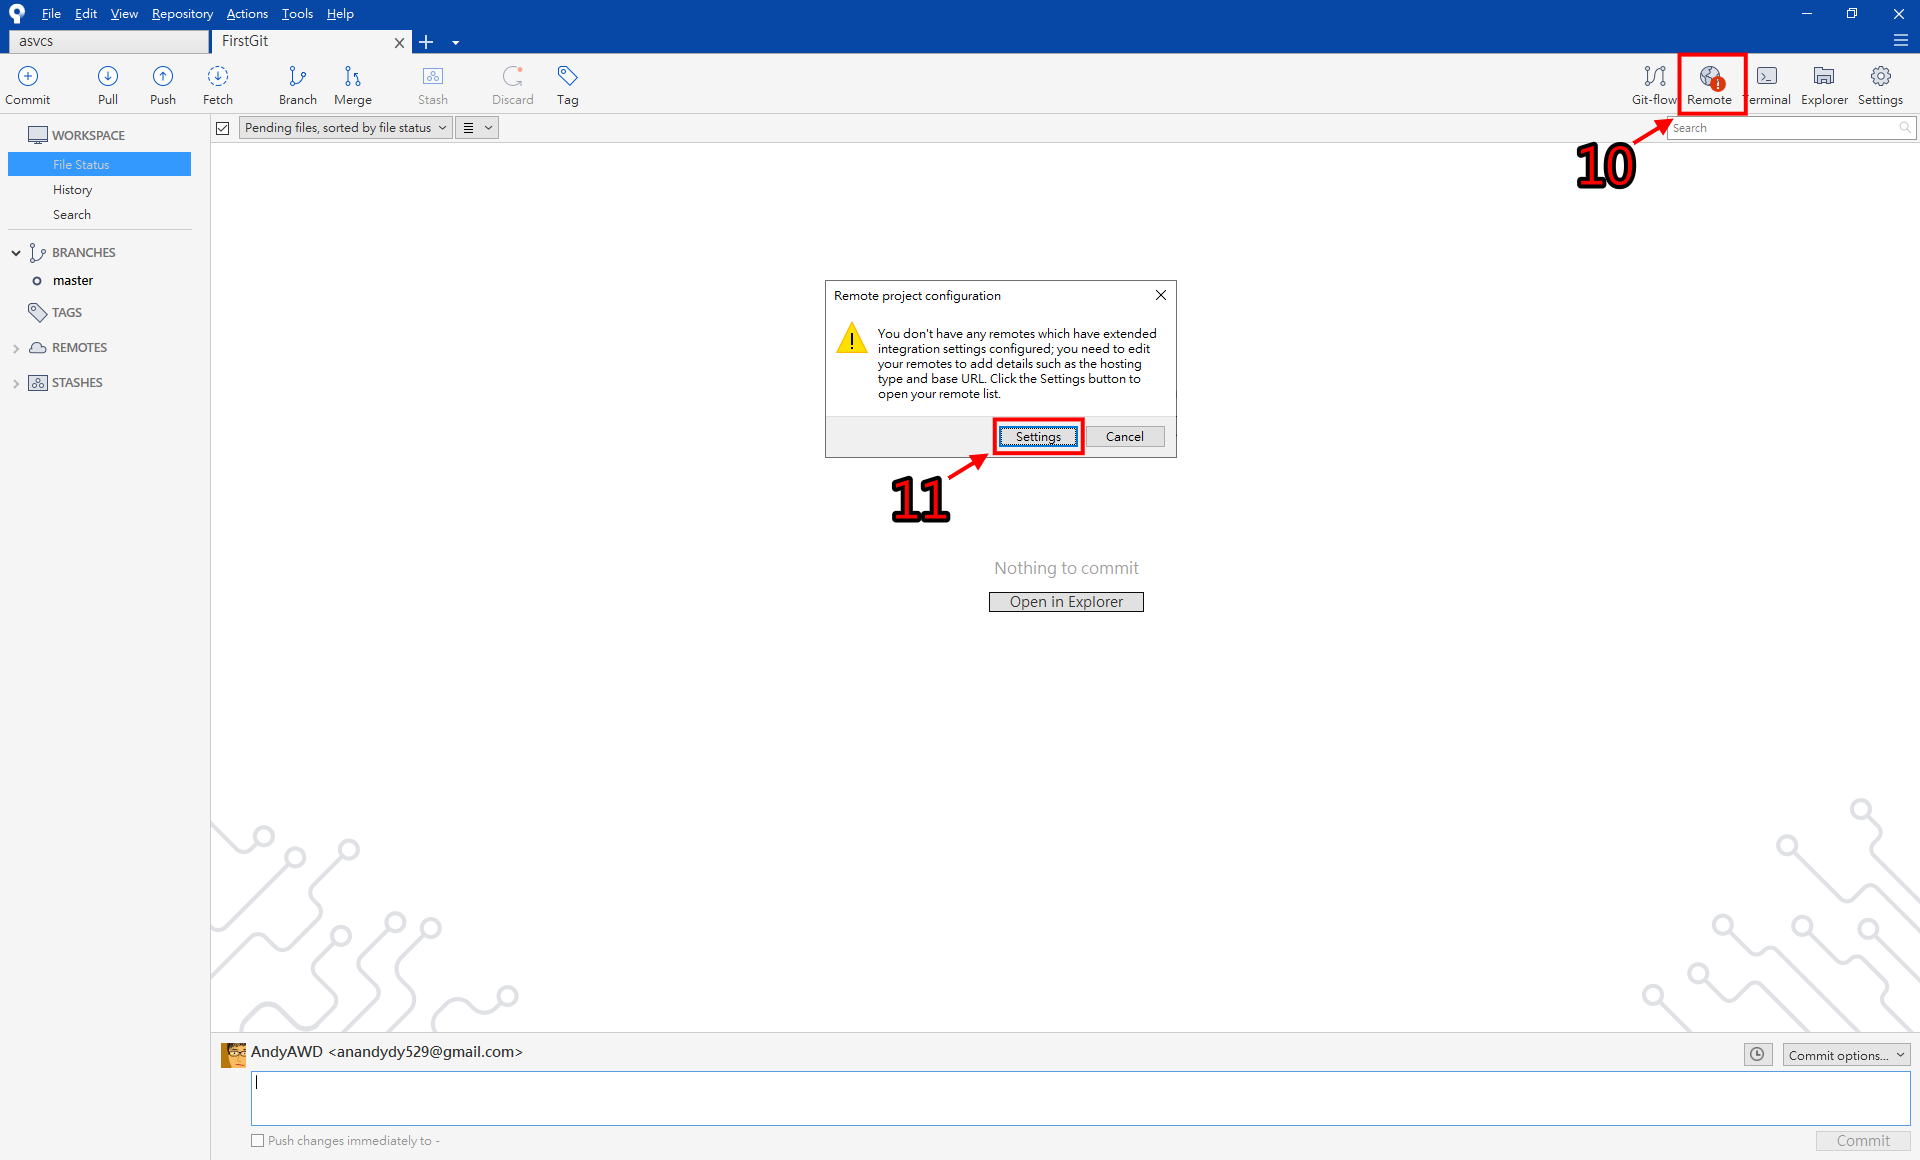 File Edit View Repository Actions Tools Help
asvcs FirstGit
Commit Pull Push Fetch Branch Merge Stash Discard Tag Git-flow Remote Terminal Explorer Settings
Pending files, sorted by file status Search
10
WORKSPACE
File Status
History
Search
BRANCHES
master
TAGS
REMOTES
STASHES
Remote project configuration
You don't have any remotes which have extended
integration settings configured; you need to edit
your remotes to add details such as the hosting
type and base URL. Click the Settings button to
open your remote list.
Settings Cancel
11
Nothing to commit
Open in Explorer
AndyAWD <anandydy529@gmail.com>
Commit options...
Push changes immediately to -
Commit